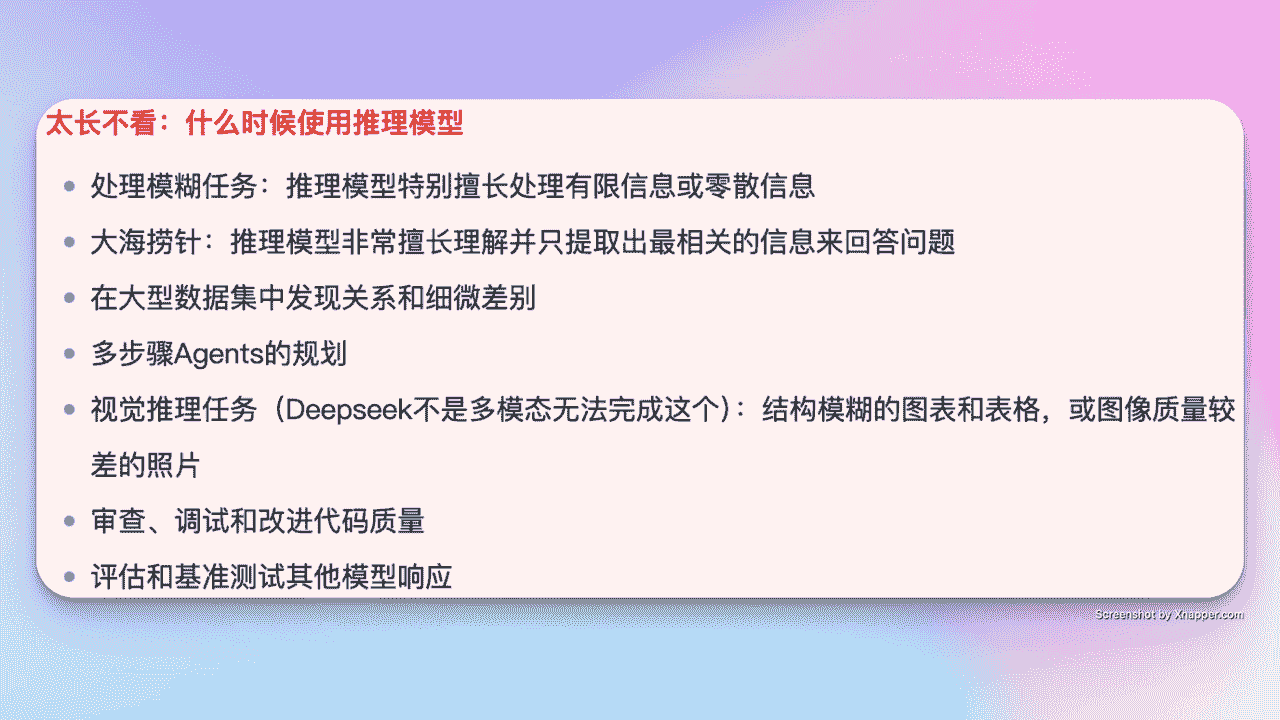 太长不看：什么时候使用推理模型
处理模糊任务：推理模型特别擅长处理有限信息或零散信息
大海捞针：推理模型非常擅长理解并只提取出最相关的信息来回答问题
在大型数据集中发现关系和细微差别
多步骤Agents的规划
视觉推理任务（Deepseek不是多模态无法完成这个）：结构模糊的图表和表格，或图像质量较
差的照片
审查、调试和改进代码质量
评估和基准测试其他模型响应
Screenshot by Xnapper.com